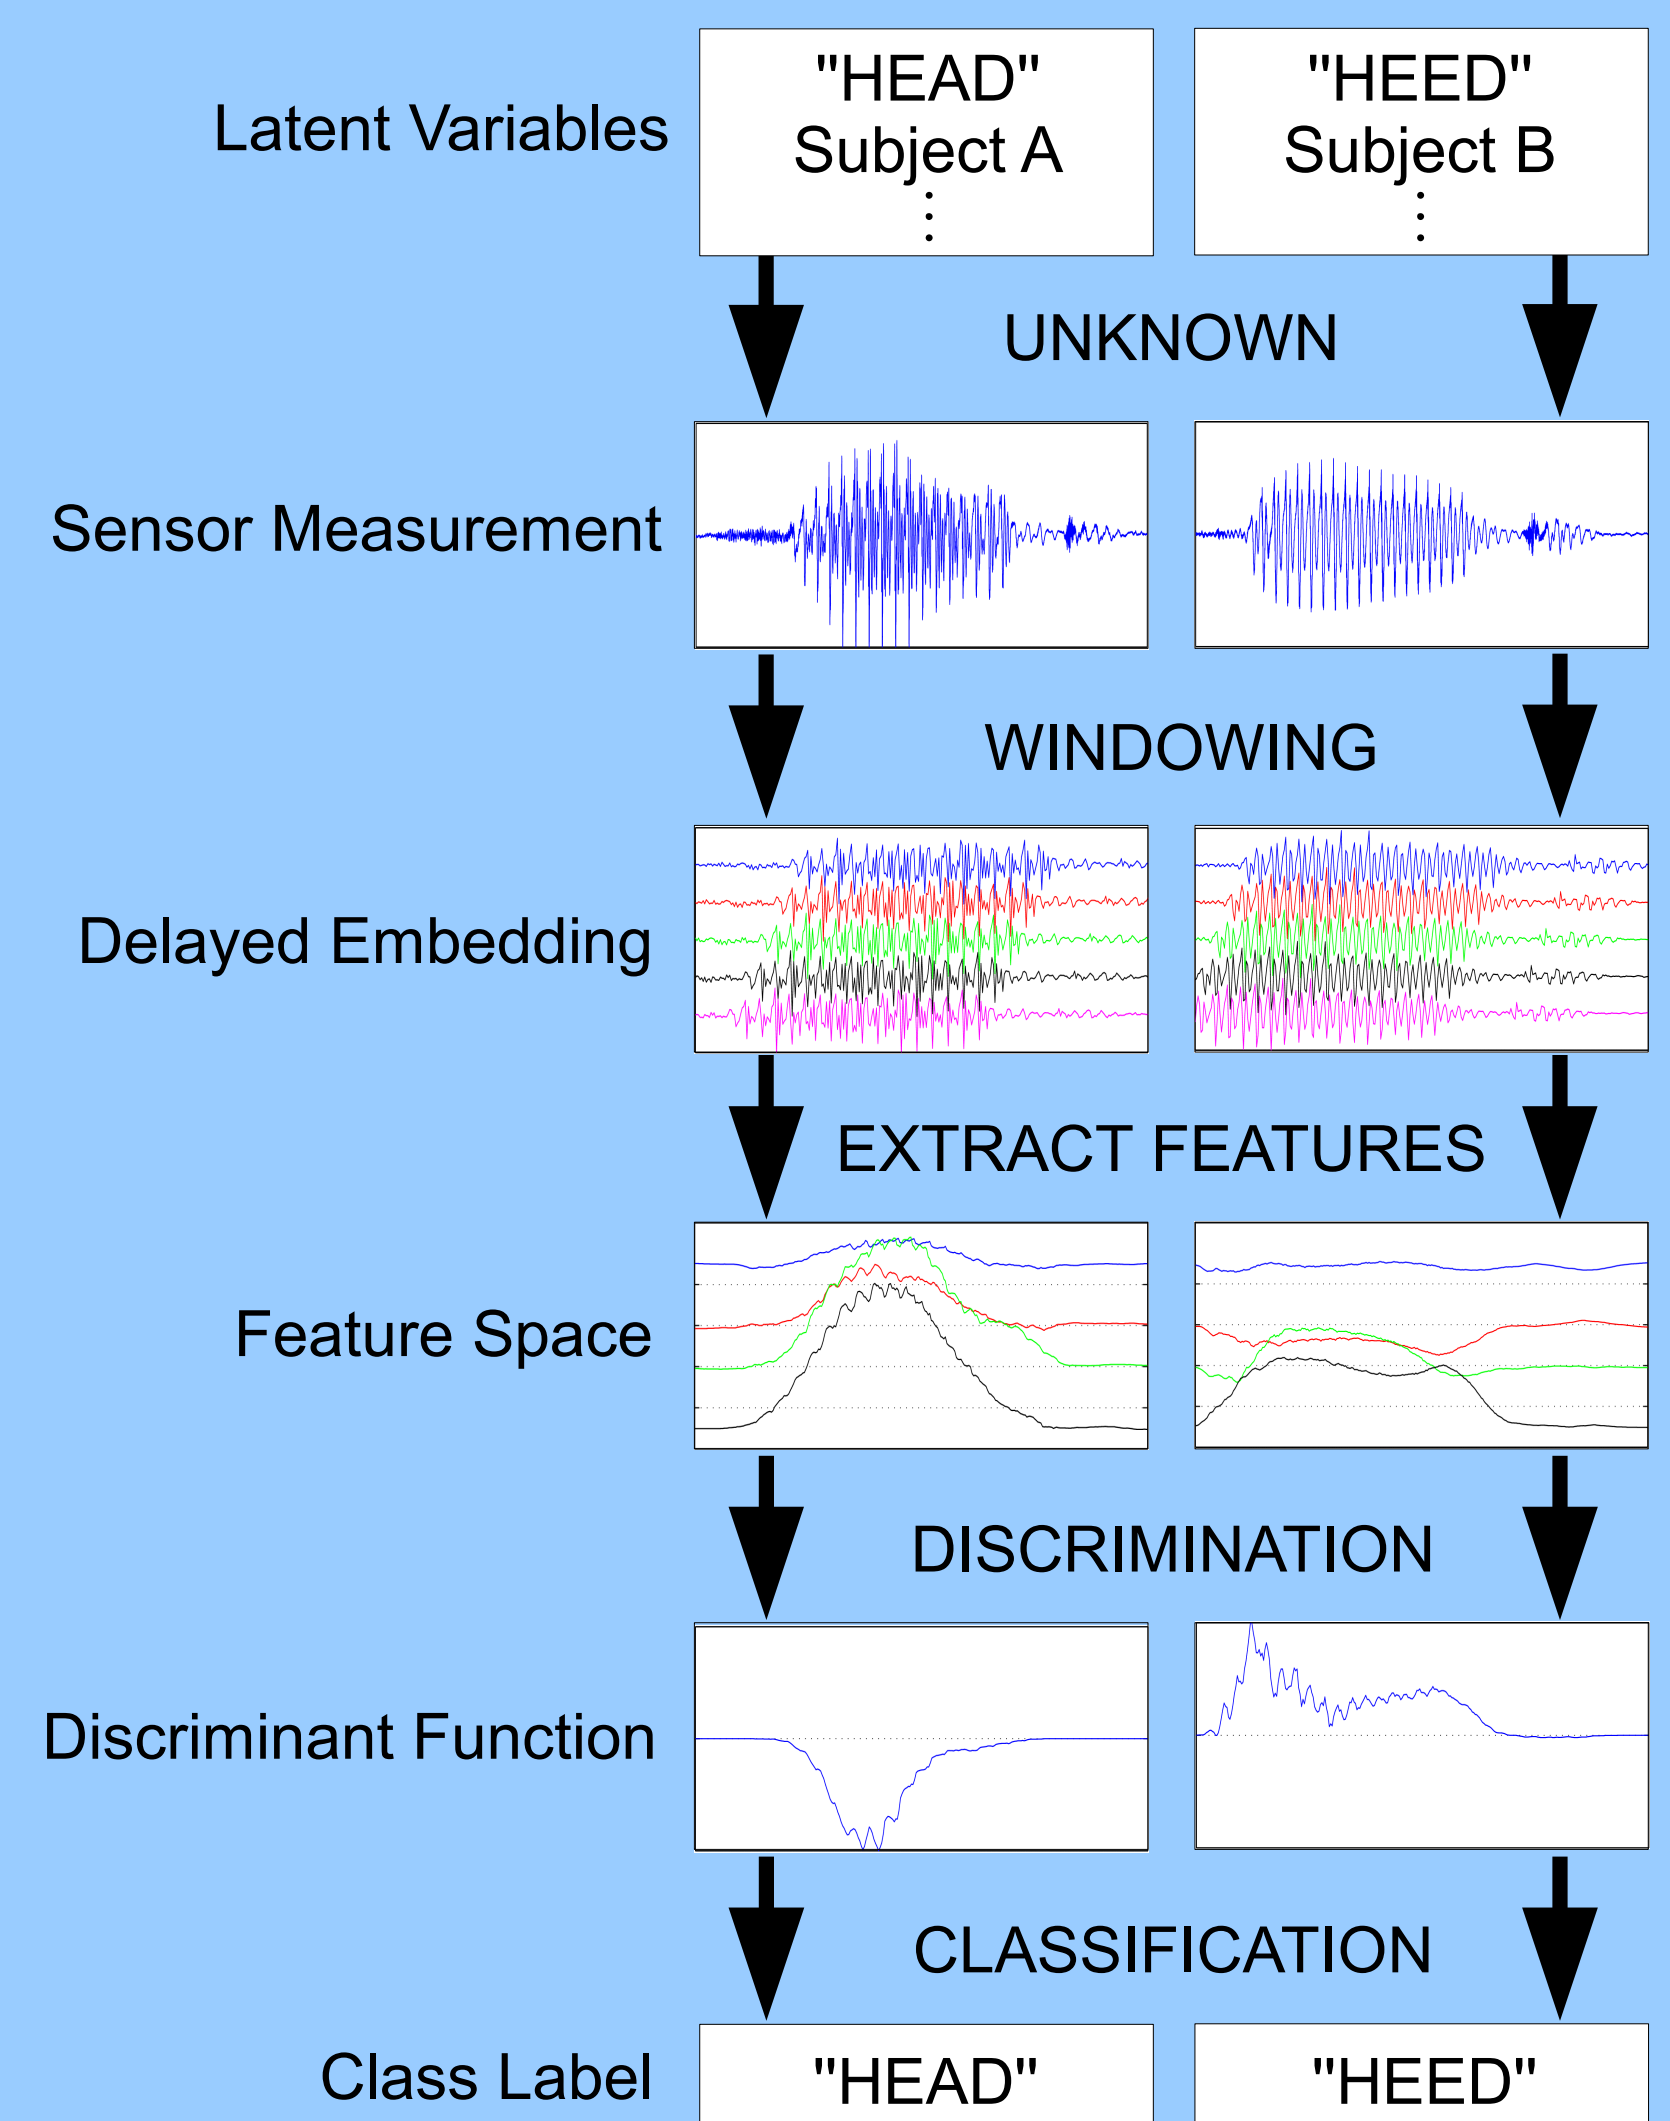 Latent Variables
"HEAD"
Subject A
⋮
"HEED"
Subject B
⋮
UNKNOWN
Sensor Measurement
WINDOWING
Delayed Embedding
EXTRACT FEATURES
Feature Space
DISCRIMINATION
Discriminant Function
CLASSIFICATION
Class Label
"HEAD"
"HEED"